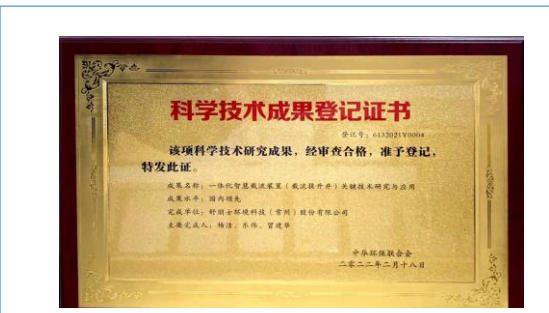 科学技术成果登记证书
登记号：6132021Y0004
该项科学技术研究成果，经审查合格，准予登记，
特发此证。
成果名称：一体化智慧截流装置（截流提升井）关键技术研究与应用
成果水平：国内领先
完成单位：舒丽士环境科技（常州）股份有限公司
主要完成人：杨清、乐伟、贾建华
中华环保联合会
二零二二年二月十八日